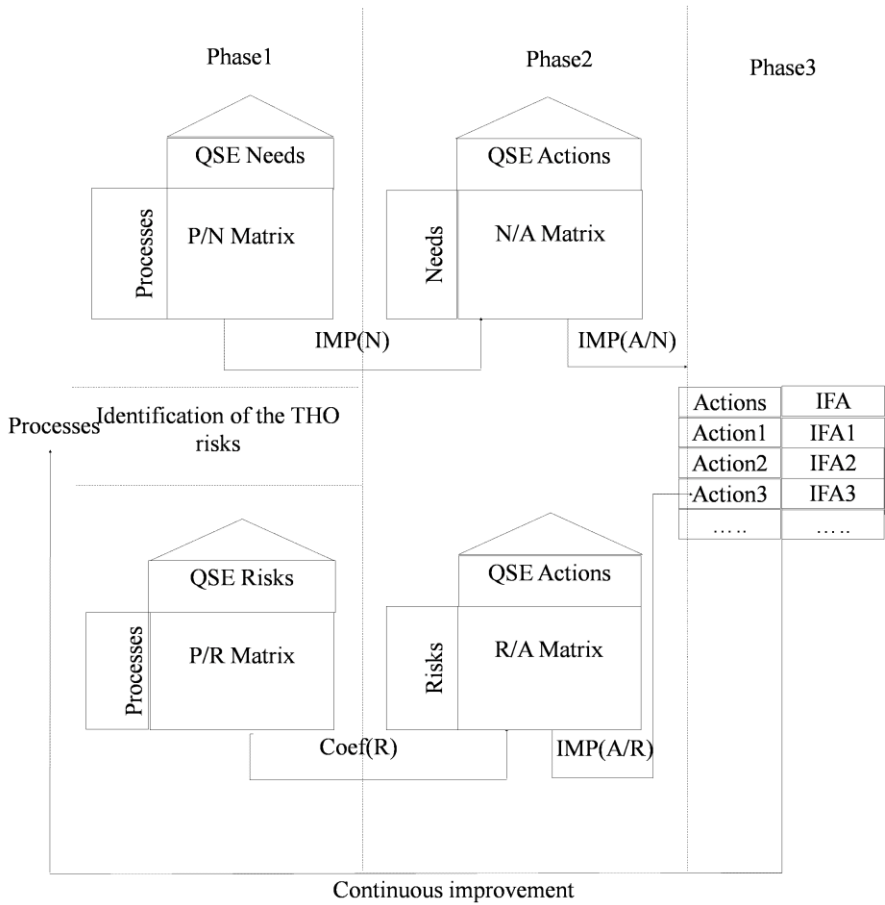 Phase1
Phase2
Phase3
QSE Needs
Processes
P/N Matrix
IMP(N)
QSE Actions
Needs
N/A Matrix
IMP(A/N)
Processes
Identification of the THO
risks
Actions IFA
Action1 IFA1
Action2 IFA2
Action3 IFA3
..... .....
QSE Risks
Processes
P/R Matrix
Coef(R)
QSE Actions
Risks
R/A Matrix
IMP(A/R)
Continuous improvement